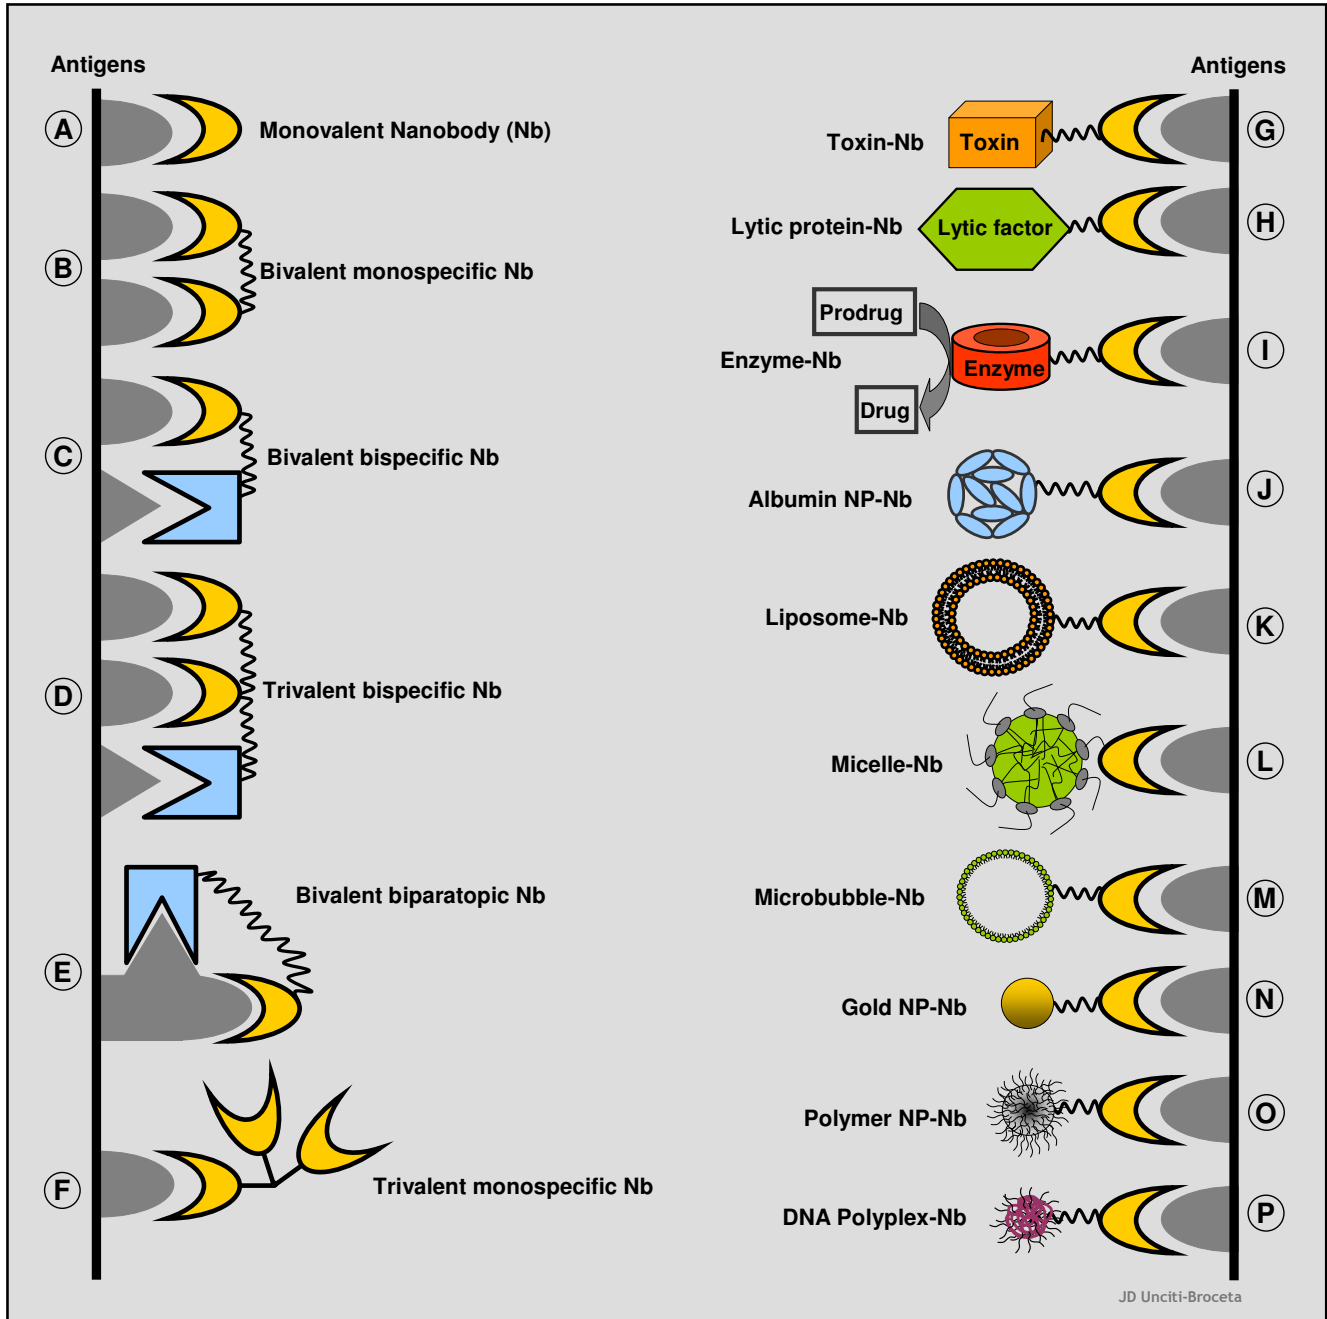 Antigens
A
Monovalent Nanobody (Nb)
B
Bivalent monospecific Nb
C
Bivalent bispecific Nb
D
Trivalent bispecific Nb
E
Bivalent biparatopic Nb
F
Trivalent monospecific Nb
Antigens
Toxin-Nb
Toxin
G
Lytic protein-Nb
Lytic factor
H
Prodrug
Enzyme-Nb
Enzyme
Drug
I
Albumin NP-Nb
J
Liposome-Nb
K
Micelle-Nb
L
Microbubble-Nb
M
Gold NP-Nb
N
Polymer NP-Nb
O
DNA Polyplex-Nb
P
JD Unciti-Broceta